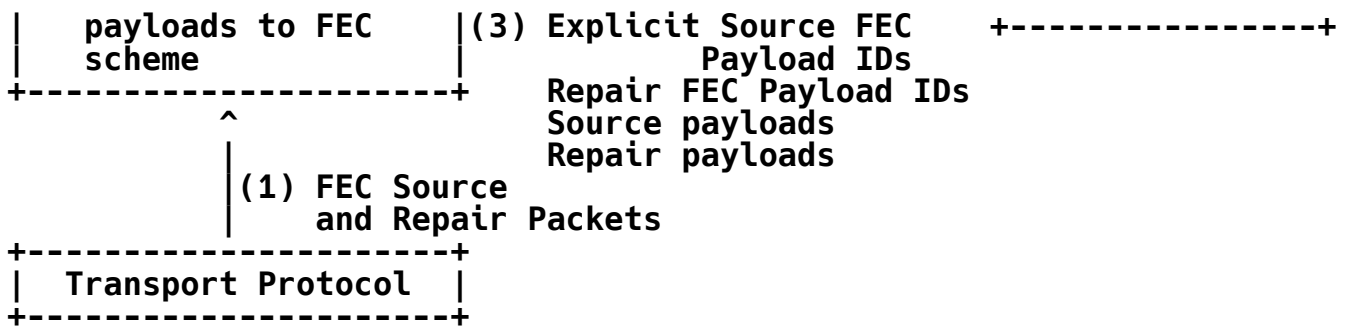 |   payloads to FEC    |(3) Explicit Source FEC    +----------------+
|   scheme             |            Payload IDs
+----------------------+    Repair FEC Payload IDs
           ^                Source payloads
           |                Repair payloads
           |(1) FEC Source
           |    and Repair Packets
+----------------------+
|  Transport Protocol  |
+----------------------+